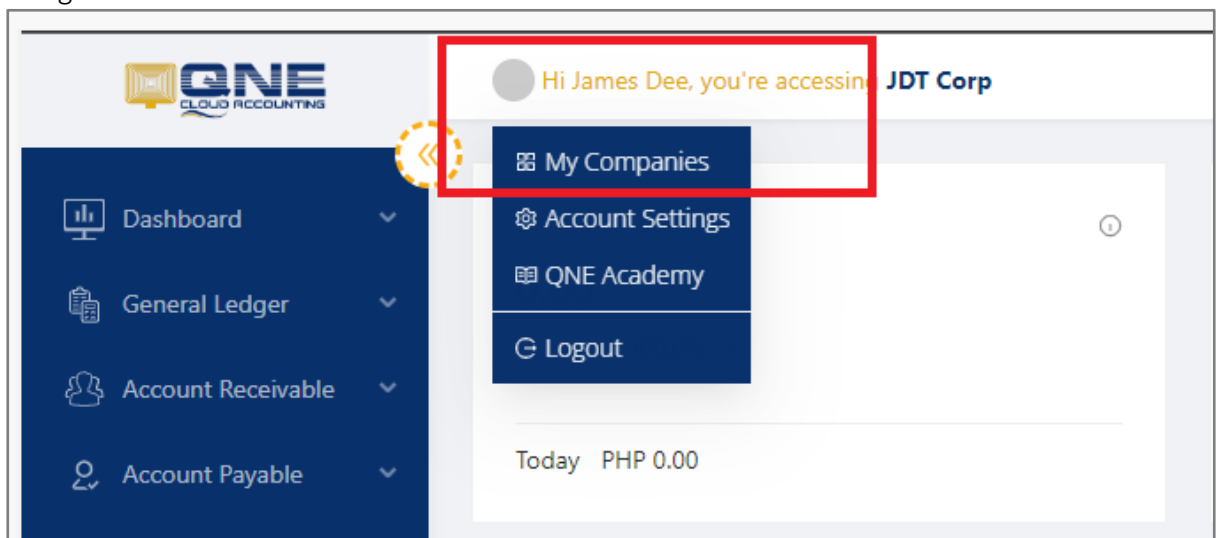 QNE
CLOUD ACCOUNTING
Hi James Dee, you're accessing JDT Corp
My Companies
Account Settings
QNE Academy
Logout
Dashboard
General Ledger
Account Receivable
Account Payable
Today PHP 0.00